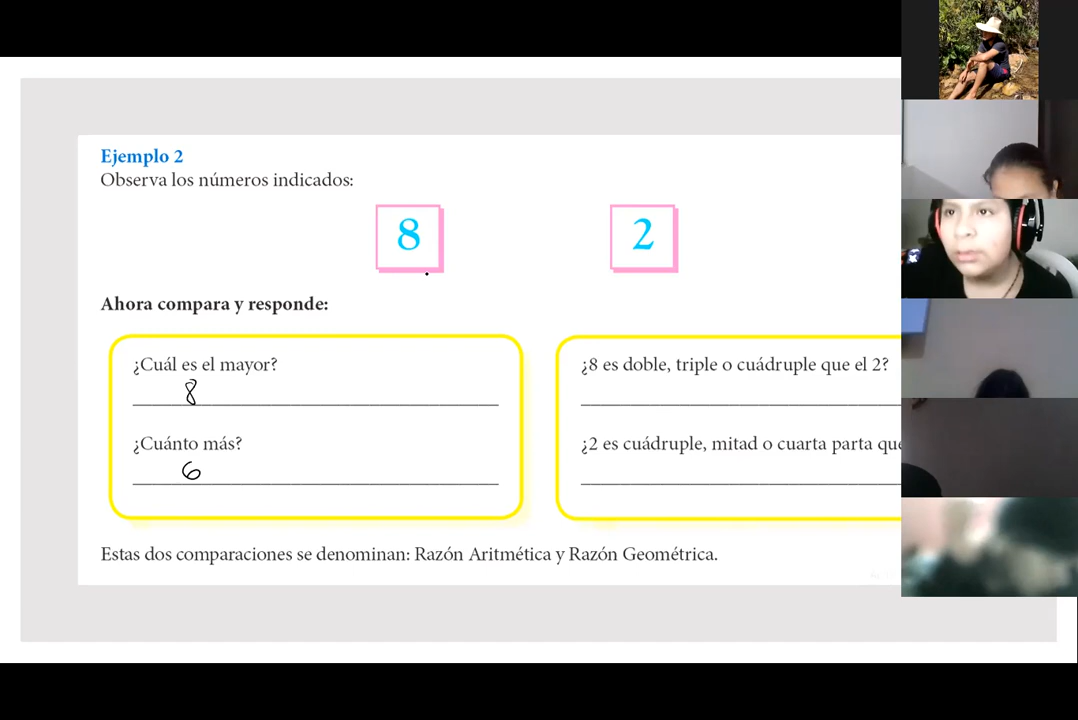 Ejemplo 2
Observa los números indicados:
8 2
Ahora compara y responde:
¿Cuál es el mayor?
8
¿Cuánto más?
6
¿8 es doble, triple o cuádruple que el 2?
¿2 es cuádruple, mitad o cuarta parta que
Estas dos comparaciones se denominan: Razón Aritmética y Razón Geométrica.